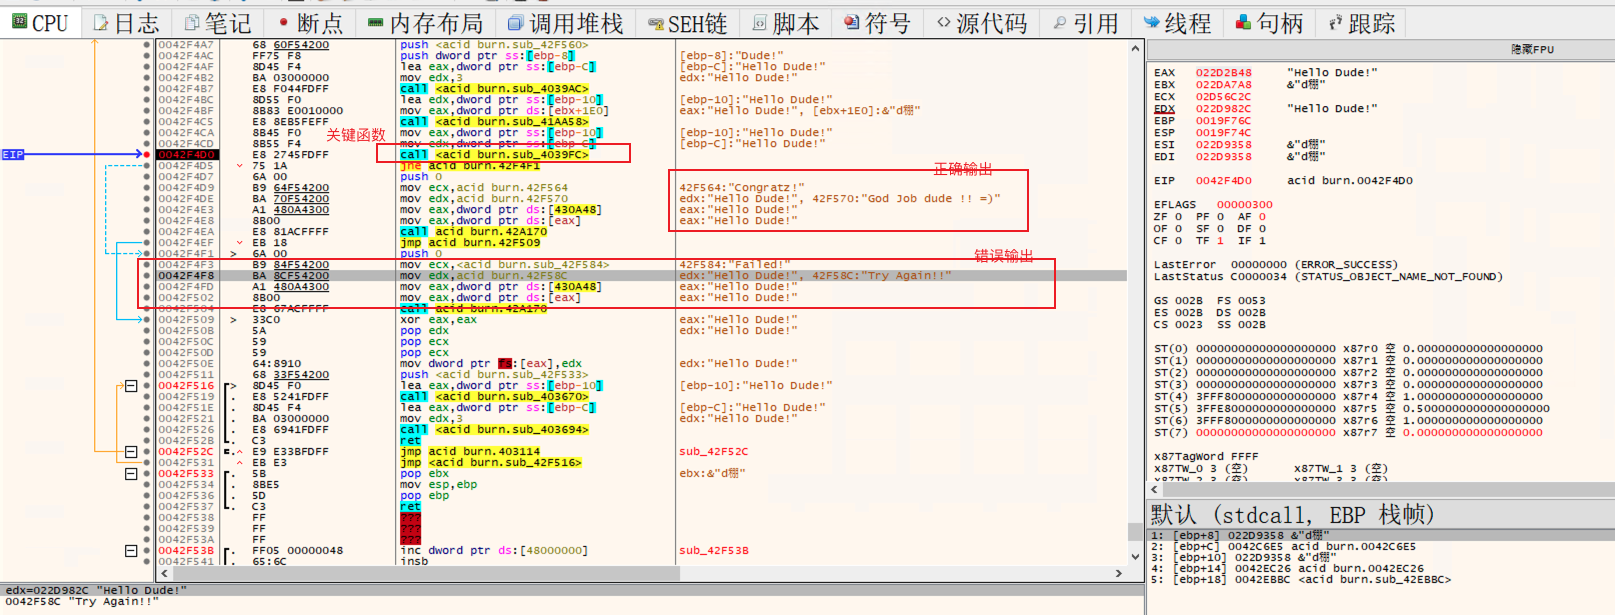 CPU 日志 笔记 断点 内存布局 调用堆栈 SEH链 脚本 符号 源代码 引用 线程 句柄 跟踪
隐藏FPU
0042F4A7 68 60F54200 push <acid burn.sub_42F560>
0042F4AC FF75 F8 push dword ptr ss:[ebp-8] [ebp-8]:"Dude!"
0042F4AF 8D45 F4 lea eax,dword ptr ss:[ebp-C] [ebp-C]:"Hello Dude!"
0042F4B2 BA 03000000 mov edx,3 edx:"Hello Dude!"
0042F4B7 E8 F044FDFF call <acid burn.sub_4039AC>
0042F4BC 8D55 F0 lea edx,dword ptr ss:[ebp-10] [ebp-10]:"Hello Dude!"
0042F4BF 8B83 E0010000 mov eax,dword ptr ds:[ebx+1E0] eax:"Hello Dude!", [ebx+1E0]:&"d棚"
0042F4C5 E8 8EB5FEFF call <acid burn.sub_41AA58>
0042F4CA 8B45 F0 mov eax,dword ptr ss:[ebp-10] [ebp-10]:"Hello Dude!"
关键函数
0042F4CD 8B55 F4 mov edx,dword ptr ss:[ebp-C] [ebp-C]:"Hello Dude!"
EIP 0042F4D0 E8 2745FDFF call <acid burn.sub_4039FC>
0042F4D5 75 1A jne acid burn.42F4F1
正确输出
0042F4D7 6A 00 push 0
0042F4D9 B9 64F54200 mov ecx,acid burn.42F564 42F564:"Congratz!"
0042F4DE BA 70F54200 mov edx,acid burn.42F570 edx:"Hello Dude!", 42F570:"God Job dude !! =)"
0042F4E3 A1 480A4300 mov eax,dword ptr ds:[430A48] eax:"Hello Dude!"
0042F4E8 8B00 mov eax,dword ptr ds:[eax] eax:"Hello Dude!"
0042F4EA E8 81ACFFFF call acid burn.42A170
0042F4EF EB 18 jmp acid burn.42F509
0042F4F1 6A 00 push 0
错误输出
0042F4F3 B9 84F54200 mov ecx,<acid burn.sub_42F584> 42F584:"Failed!"
0042F4F8 BA 8CF54200 mov edx,acid burn.42F58C edx:"Hello Dude!", 42F58C:"Try Again!!"
0042F4FD A1 480A4300 mov eax,dword ptr ds:[430A48] eax:"Hello Dude!"
0042F502 8B00 mov eax,dword ptr ds:[eax] eax:"Hello Dude!"
0042F504 E8 67ACFFFF call acid burn.42A170
0042F509 33C0 xor eax,eax eax:"Hello Dude!"
0042F50B 5A pop edx edx:"Hello Dude!"
0042F50C 59 pop ecx
0042F50D 59 pop ecx
0042F50E 64:8910 mov dword ptr fs:[eax],edx edx:"Hello Dude!"
0042F511 68 33F54200 push <acid burn.sub_42F533>
0042F516 8D45 F0 lea eax,dword ptr ss:[ebp-10] [ebp-10]:"Hello Dude!"
0042F519 E8 5241FDFF call <acid burn.sub_403670>
0042F51E 8D45 F4 lea eax,dword ptr ss:[ebp-C] [ebp-C]:"Hello Dude!"
0042F521 BA 03000000 mov edx,3 edx:"Hello Dude!"
0042F526 E8 6941FDFF call <acid burn.sub_403694>
0042F52B C3 ret
0042F52C E9 E33BFDFF jmp acid burn.403114 sub_42F52C
0042F531 EB E3 jmp <acid burn.sub_42F516>
0042F533 5B pop ebx ebx:&"d棚"
0042F534 8BE5 mov esp,ebp
0042F536 5D pop ebp
0042F537 C3 ret
0042F538 FF ???
0042F539 FF ???
0042F53A FF ???
0042F53B FF05 00000048 inc dword ptr ds:[48000000] sub_42F53B
0042F541 65:6C insb
EAX 022D2B48 "Hello Dude!"
EBX 022DA7A8 &"d棚"
ECX 02D56C2C
EDX 022D982C "Hello Dude!"
EBP 0019F76C
ESP 0019F74C
ESI 022D9358 &"d棚"
EDI 022D9358 &"d棚"
EIP 0042F4D0 acid burn.0042F4D0
EFLAGS 00000300
ZF 0 PF 0 AF 0
OF 0 SF 0 DF 0
CF 0 TF 1 IF 1
LastError 00000000 (ERROR_SUCCESS)
LastStatus C0000034 (STATUS_OBJECT_NAME_NOT_FOUND)
GS 002B FS 0053
ES 002B DS 002B
CS 0023 SS 002B
ST(0) 00000000000000000000 x87r0 空 0.000000000000000000
ST(1) 00000000000000000000 x87r1 空 0.000000000000000000
ST(2) 00000000000000000000 x87r2 空 0.000000000000000000
ST(3) 00000000000000000000 x87r3 空 0.000000000000000000
ST(4) 3FFF8000000000000000 x87r4 空 1.000000000000000000
ST(5) 3FFE8000000000000000 x87r5 空 0.5000000000000000000
ST(6) 3FFF8000000000000000 x87r6 空 1.000000000000000000
ST(7) 00000000000000000000 x87r7 空 0.000000000000000000
x87TagWord FFFF
x87TW_0 3 (空) x87TW_1 3 (空)
x87TW_2 3 (空) x87TW_3 3 (空)
默认 (stdcall, EBP 栈帧)
1: [ebp+8] 022D9358 &"d棚"
2: [ebp+C] 0042C6E5 acid burn.0042C6E5
3: [ebp+10] 022D9358 &"d棚"
4: [ebp+14] 0042EC26 acid burn.0042EC26
5: [ebp+18] 0042EBBC <acid burn.sub_42EBBC>
edx=022D982C "Hello Dude!"
0042F58C "Try Again!!"